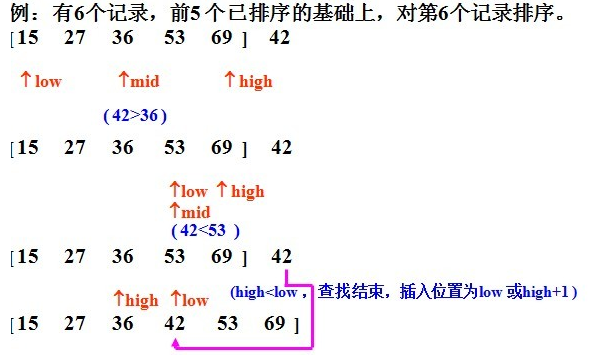 例：有6个记录，前5个已排序的基础上，对第6个记录排序。
[15 27 36 53 69 ] 42
↑low ↑mid ↑high
( 42>36 )
[15 27 36 53 69 ] 42
↑low ↑high
↑mid
( 42<53 )
[15 27 36 53 69 ] 42
↑high ↑low (high<low ，查找结束，插入位置为low 或high+1 )
[15 27 36 42 53 69 ]